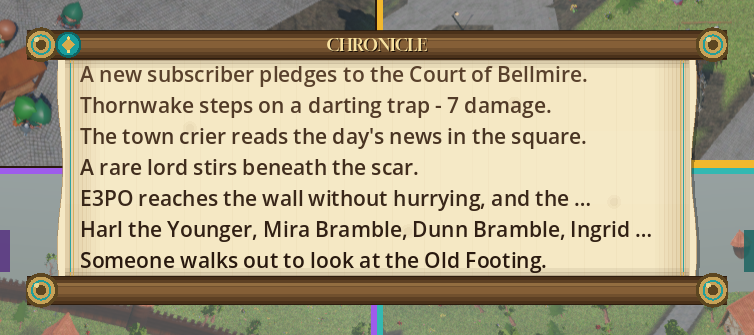 CHRONICLE
A new subscriber pledges to the Court of Bellmire.
Thornwake steps on a darting trap - 7 damage.
The town crier reads the day's news in the square.
A rare lord stirs beneath the scar.
E3PO reaches the wall without hurrying, and the ...
Harl the Younger, Mira Bramble, Dunn Bramble, Ingrid ...
Someone walks out to look at the Old Footing.